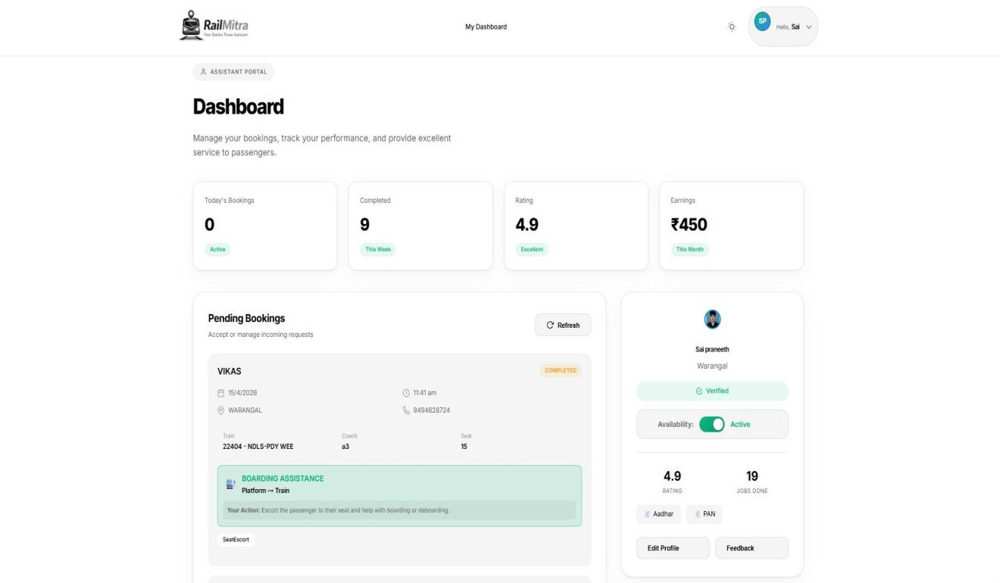 RailMitra
Your Station Travel Assistant
My Dashboard
SP
Hello, Sai
ASSISTANT PORTAL
Dashboard
Manage your bookings, track your performance, and provide excellent
service to passengers.
Today's Bookings
0
Active
Completed
9
This Week
Rating
4.9
Excellent
Earnings
₹450
This Month
Pending Bookings
Accept or manage incoming requests
Refresh
VIKAS
COMPLETED
15/4/2026
11:41 am
WARANGAL
9494628724
Train
Coach
Seat
22404 - NDLS-PDY WEE
a3
15
BOARDING ASSISTANCE
Platform → Train
Your Action: Escort the passenger to their seat and help with boarding or deboarding.
SeatEscort
Sai praneeth
Warangal
Verified
Availability:
Active
4.9
19
RATING
JOBS DONE
Aadhar
PAN
Edit Profile
Feedback